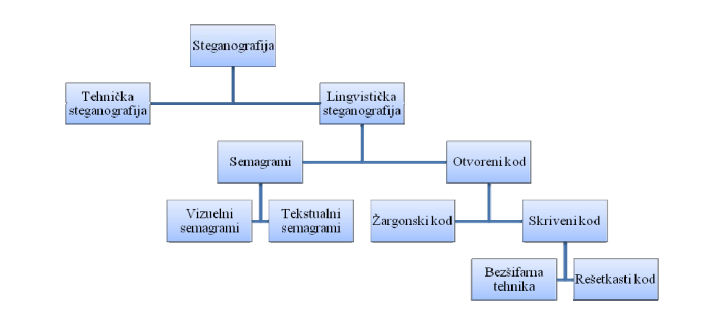 Steganografija
Tehnička
steganografija
Lingvistička
steganografija
Semagrami
Otvoreni kod
Vizuelni
semagrami
Tekstualni
semagrami
Žargonski kod
Skriveni kod
Bezšifarna
tehnika
Rešetkasti kod